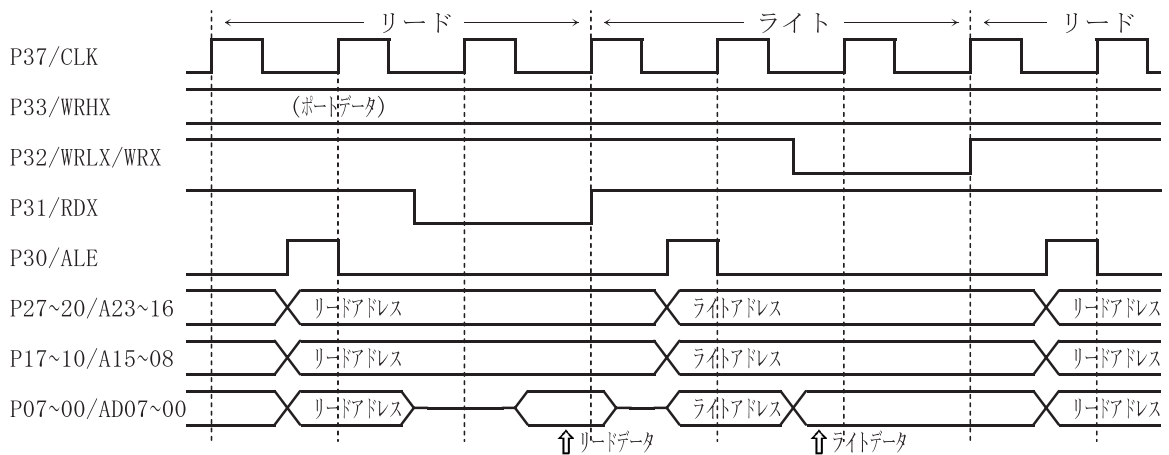 リード ライト リード
P37/CLK
P33/WRHX (ポートデータ)
P32/WRLX/WRX
P31/RDX
P30/ALE
P27~20/A23~16 リードアドレス ライトアドレス リードアドレス
P17~10/A15~08 リードアドレス ライトアドレス リードアドレス
P07~00/AD07~00 リードアドレス ライトアドレス リードアドレス
リードデータ ライトデータ